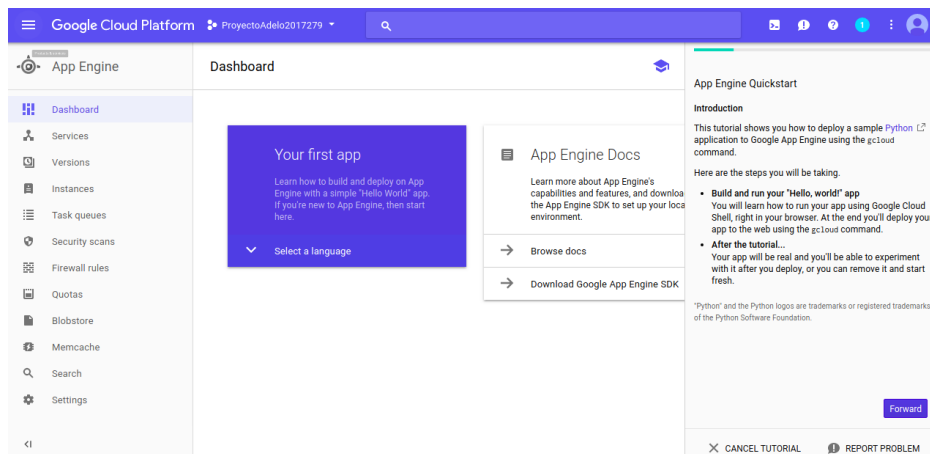 Google Cloud Platform
ProyectoAdelo2017279
1
App Engine
Dashboard
Dashboard
Services
Versions
Instances
Task queues
Security scans
Firewall rules
Quotas
Blobstore
Memcache
Search
Settings
Your first app
Learn how to build and deploy on App
Engine with a simple "Hello World" app.
If you're new to App Engine, then start
here.
Select a language
App Engine Docs
Learn more about App Engine's
capabilities and features, and downloa
the App Engine SDK to set up your loca
environment.
Browse docs
Download Google App Engine SDK
App Engine Quickstart
Introduction
This tutorial shows you how to deploy a sample Python
application to Google App Engine using the gcloud
command.
Here are the steps you will be taking.
• Build and run your "Hello, world!" app
You will learn how to run your app using Google Cloud
Shell, right in your browser. At the end you'll deploy your
app to the web using the gcloud command.
• After the tutorial...
Your app will be real and you'll be able to experiment
with it after you deploy, or you can remove it and start
fresh.
"Python" and the Python logos are trademarks or registered trademarks
of the Python Software Foundation.
Forward
CANCEL TUTORIAL
REPORT PROBLEM